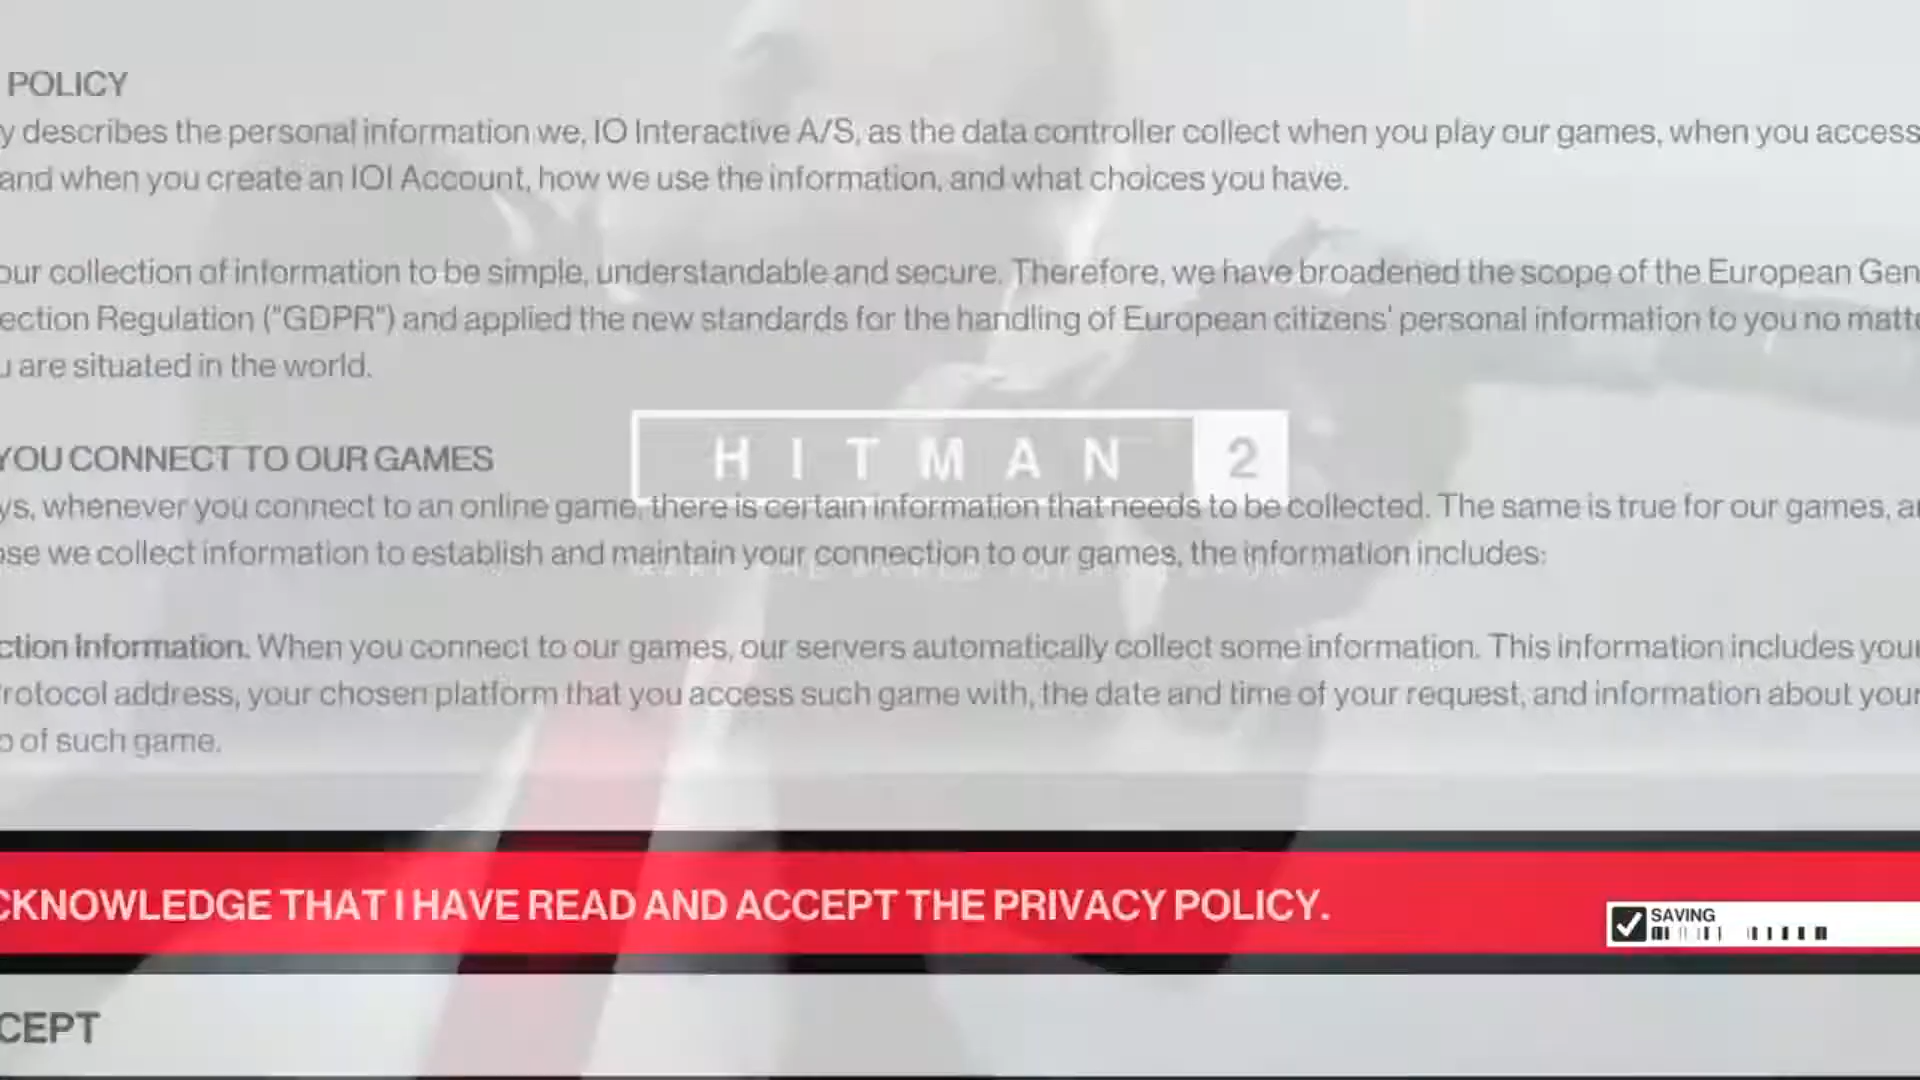 POLICY
y describes the personal information we, IO Interactive A/S, as the data controller collect when you play our games, when you access
and when you create an IOI Account, how we use the information, and what choices you have.
our collection of information to be simple, understandable and secure. Therefore, we have broadened the scope of the European Gen
ection Regulation ("GDPR") and applied the new standards for the handling of European citizens' personal information to you no matte
u are situated in the world.
HITMAN 2
YOU CONNECT TO OUR GAMES
ys, whenever you connect to an online game, there is certain information that needs to be collected. The same is true for our games, an
ose we collect information to establish and maintain your connection to our games, the information includes:
ction Information. When you connect to our games, our servers automatically collect some information. This information includes your
rotocol address, your chosen platform that you access such game with, the date and time of your request, and information about your
p of such game.
CKNOWLEDGE THAT I HAVE READ AND ACCEPT THE PRIVACY POLICY.
SAVING
CEPT